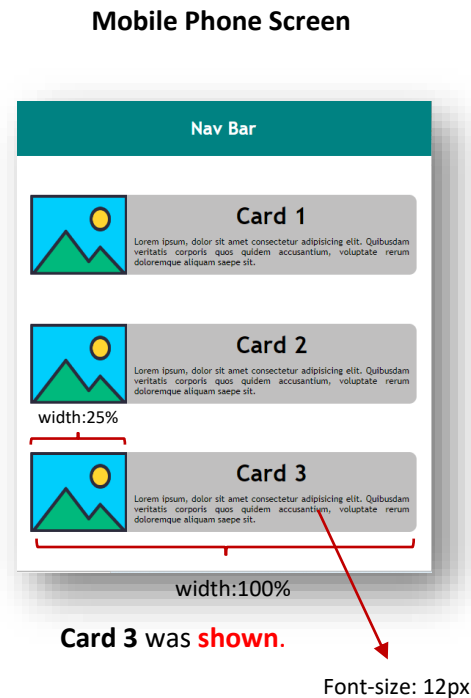 Mobile Phone Screen
Nav Bar
Card 1
Lorem ipsum, dolor sit amet consectetur adipisicing elit. Quibusdam
veritatis corporis quos quidem accusantium, voluptate rerum
doloremque aliquam saepe sit.
Card 2
Lorem ipsum, dolor sit amet consectetur adipisicing elit. Quibusdam
veritatis corporis quos quidem accusantium, voluptate rerum
doloremque aliquam saepe sit.
width:25%
Card 3
Lorem ipsum, dolor sit amet consectetur adipisicing elit. Quibusdam
veritatis corporis quos quidem accusantium, voluptate rerum
doloremque aliquam saepe sit.
width:100%
Card 3 was shown.
Font-size: 12px